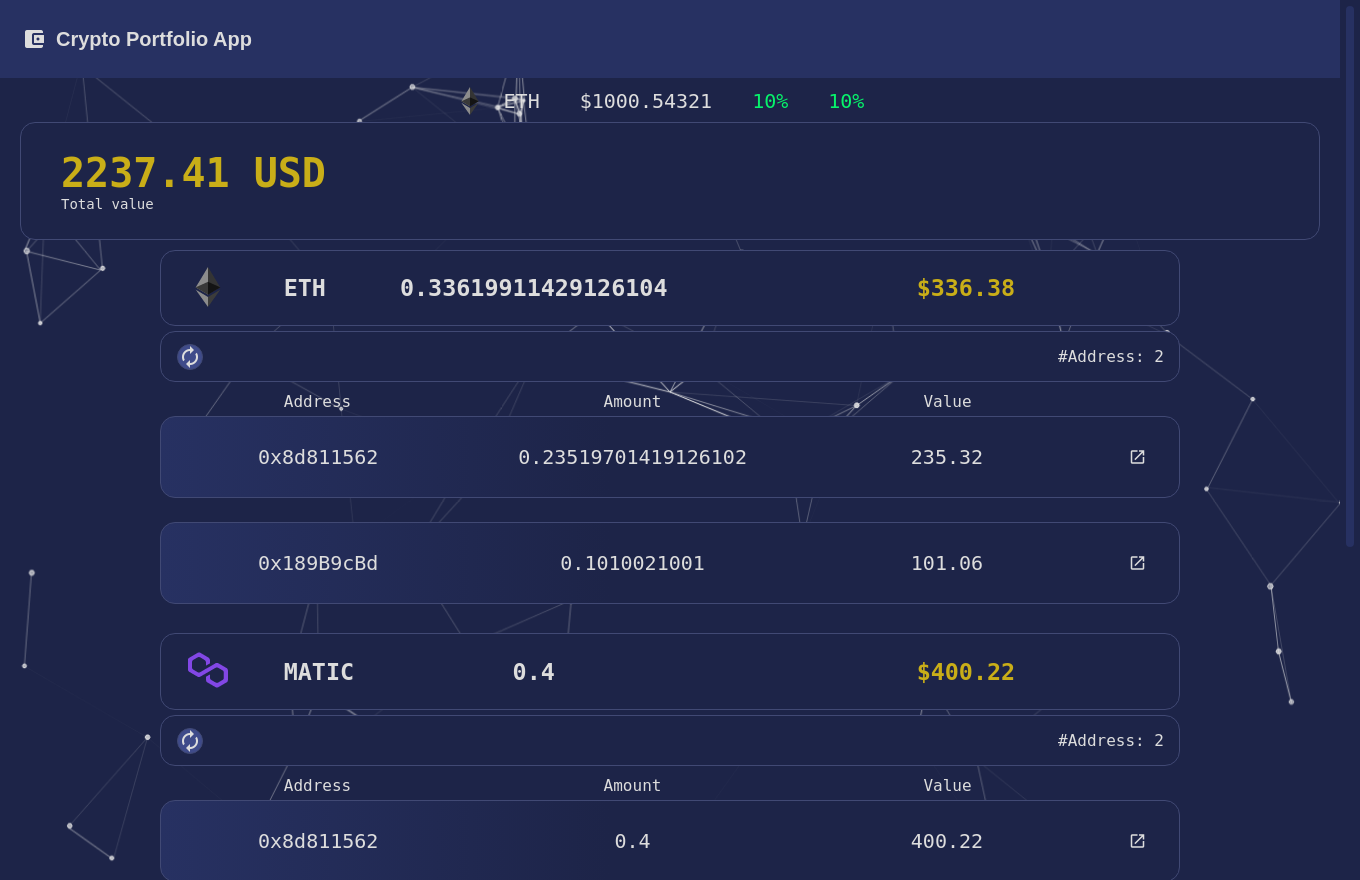 Crypto Portfolio App
ETH $1000.54321 10% 10%
2237.41 USD
Total value
ETH 0.33619911429126104 $336.38
#Address: 2
Address Amount Value
0x8d811562 0.23519701419126102 235.32
0x189B9cBd 0.1010021001 101.06
MATIC 0.4 $400.22
#Address: 2
Address Amount Value
0x8d811562 0.4 400.22